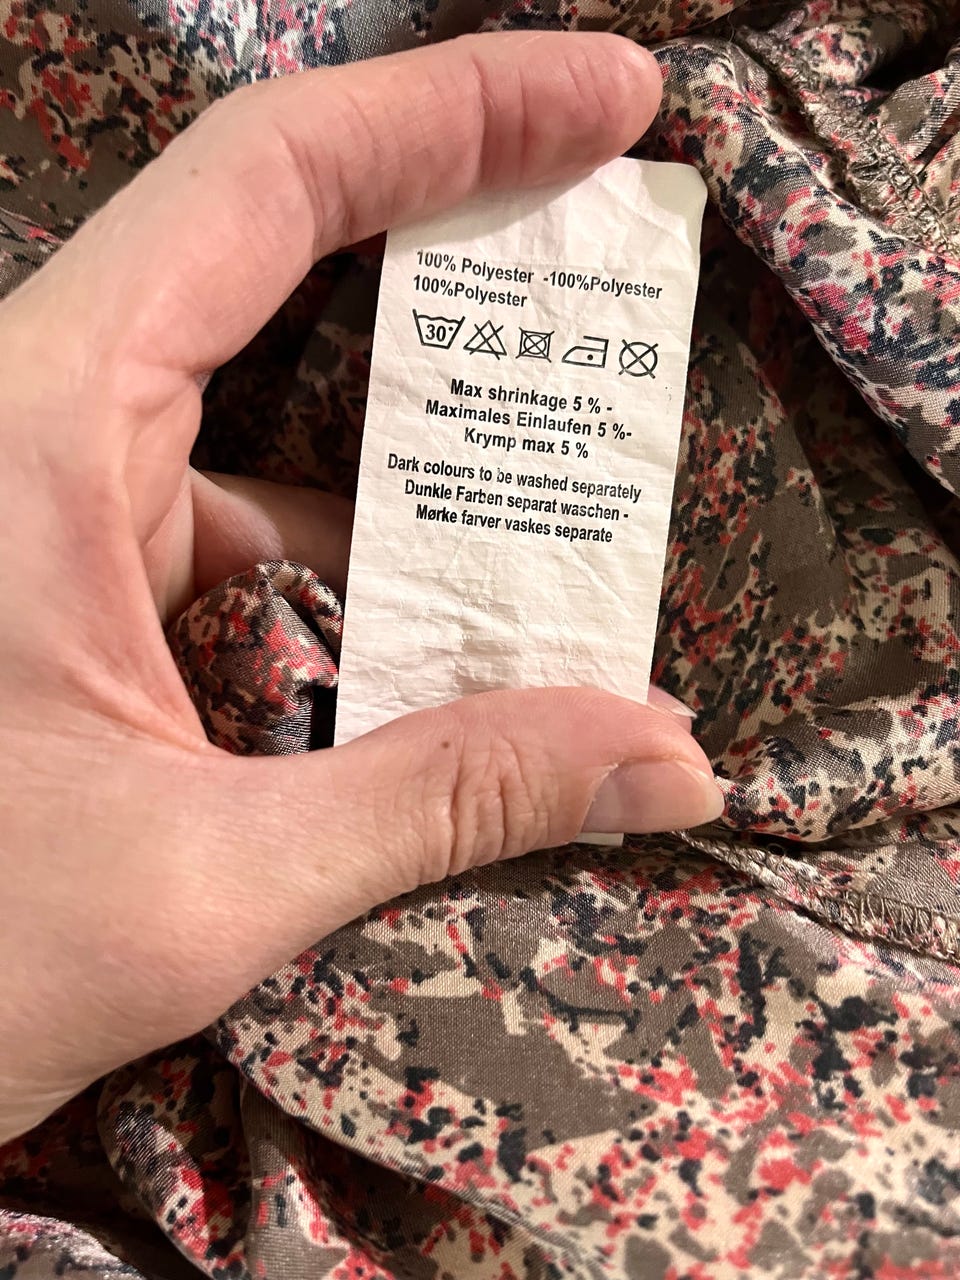 100% Polyester -100%Polyester
100%Polyester
30°
Max shrinkage 5 % -
Maximales Einlaufen 5 %-
Krymp max 5 %
Dark colours to be washed separately
Dunkle Farben separat waschen -
Mørke farver vaskes separate